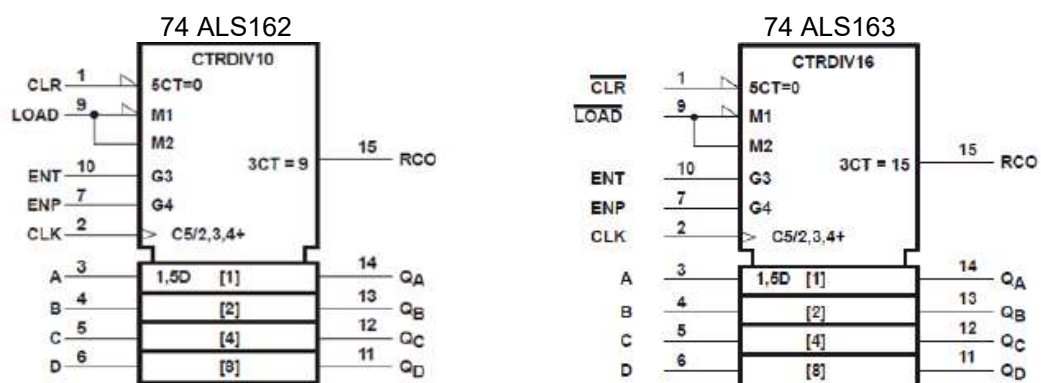 74 ALS162
CTRDIV10
CLR 1 5CT=0
LOAD 9 M1
M2
3CT = 9 15 RCO
ENT 10 G3
ENP 7 G4
CLK 2 C5/2,3,4+
A 3 1,5D [1] 14 QA
B 4 [2] 13 QB
C 5 [4] 12 QC
D 6 [8] 11 QD
74 ALS163
CTRDIV16
CLR 1 5CT=0
LOAD 9 M1
M2
3CT = 15 15 RCO
ENT 10 G3
ENP 7 G4
CLK 2 C5/2,3,4+
A 3 1,5D [1] 14 QA
B 4 [2] 13 QB
C 5 [4] 12 QC
D 6 [8] 11 QD